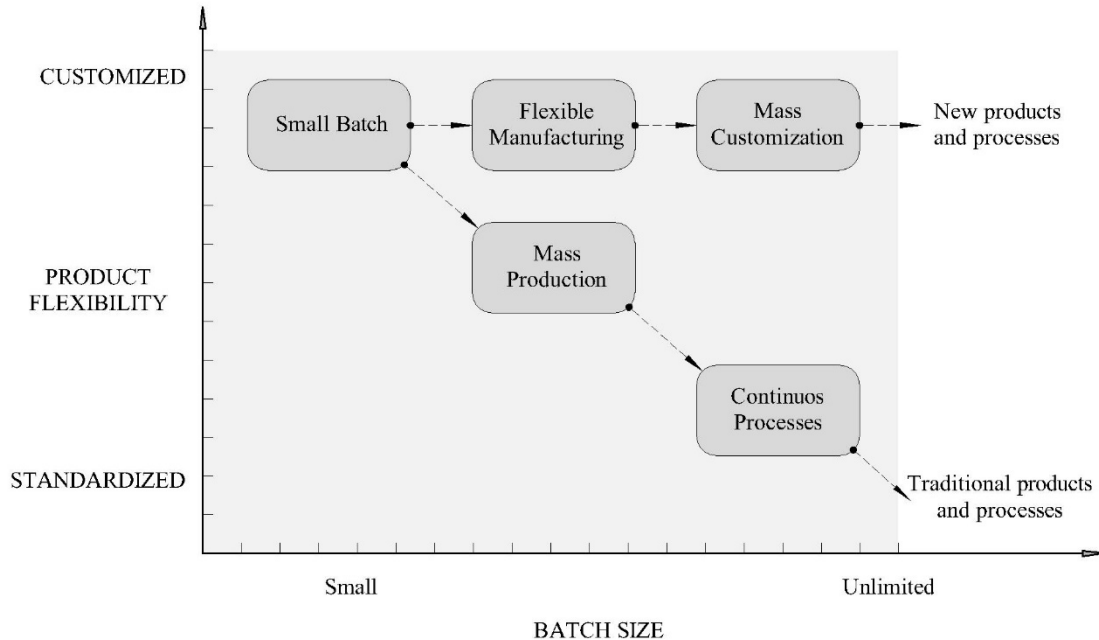 CUSTOMIZED
Small Batch
Flexible
Manufacturing
Mass
Customization
New products
and processes
PRODUCT
FLEXIBILITY
Mass
Production
Continuos
Processes
STANDARDIZED
Traditional products
and processes
Small
Unlimited
BATCH SIZE